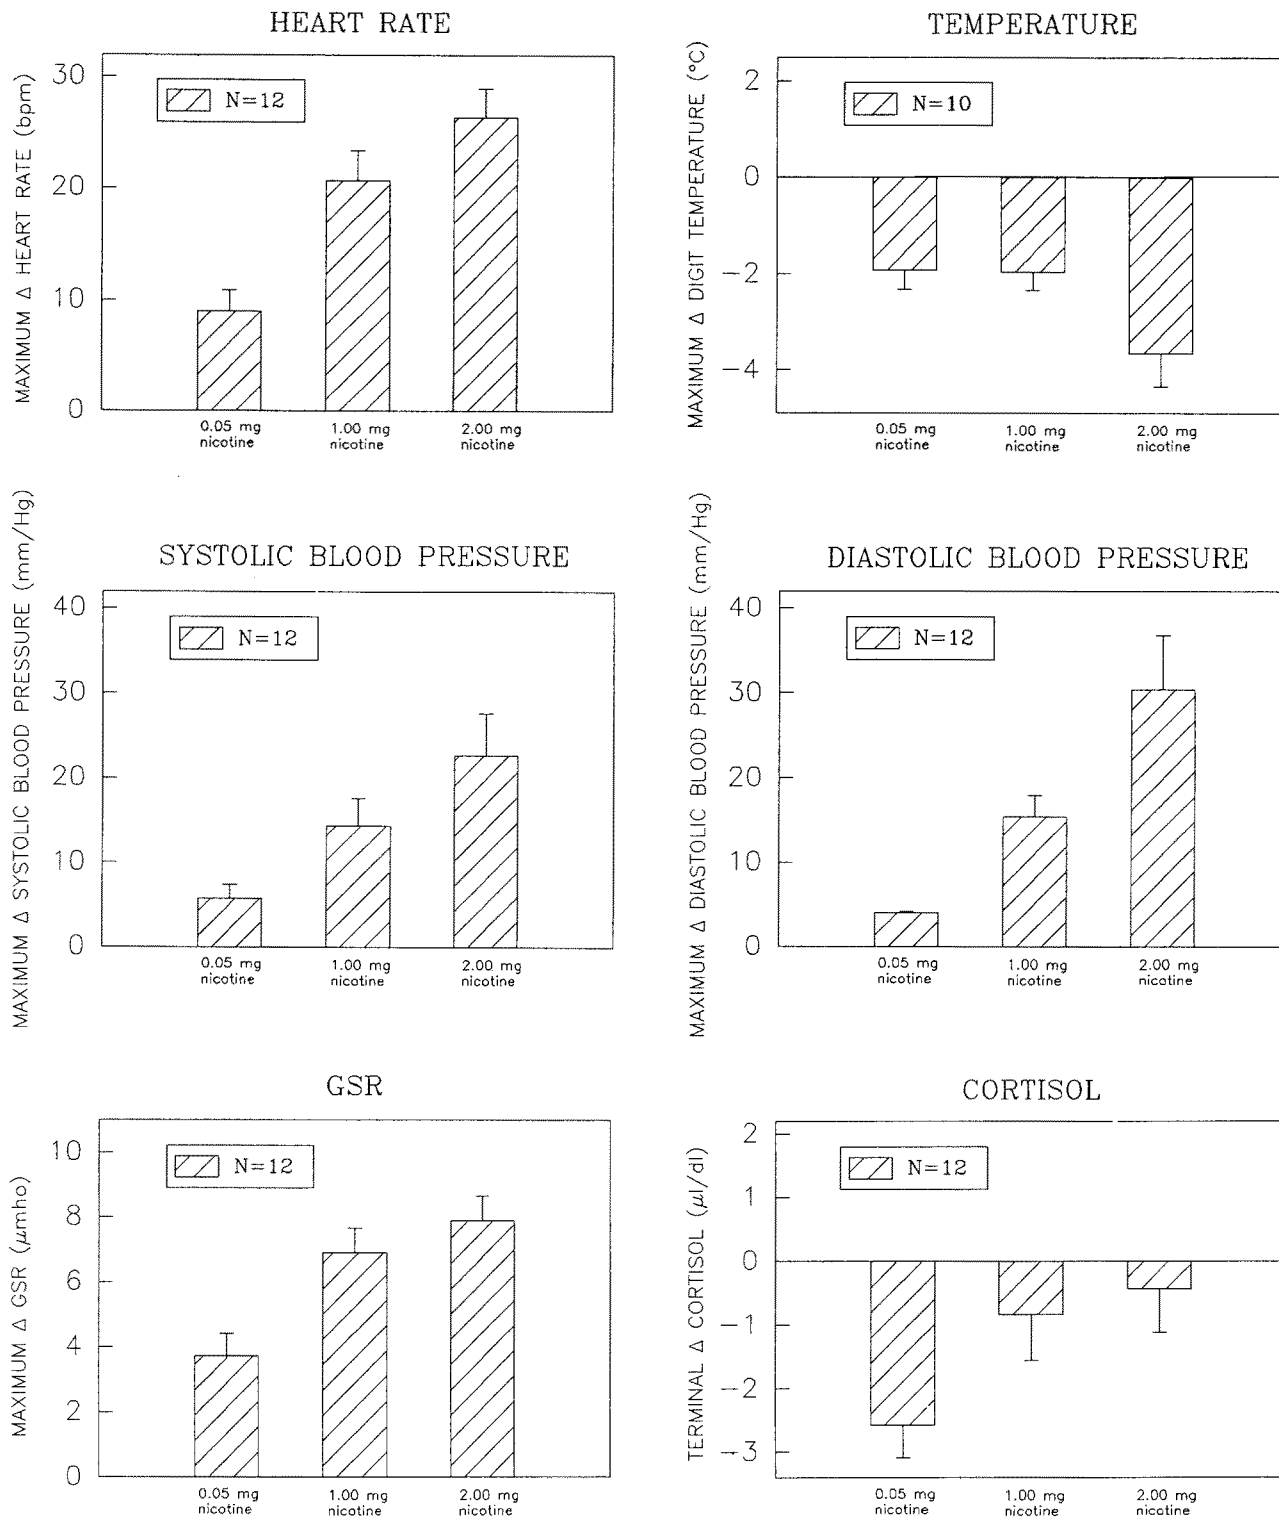 HEART RATE
MAXIMUM Δ HEART RATE (bpm)
30
20
10
0
N=12
0.05 mg
nicotine
1.00 mg
nicotine
2.00 mg
nicotine
TEMPERATURE
MAXIMUM Δ DIGIT TEMPERATURE (°C)
2
0
−2
−4
N=10
0.05 mg
nicotine
1.00 mg
nicotine
2.00 mg
nicotine
SYSTOLIC BLOOD PRESSURE
MAXIMUM Δ SYSTOLIC BLOOD PRESSURE (mm/Hg)
40
30
20
10
0
N=12
0.05 mg
nicotine
1.00 mg
nicotine
2.00 mg
nicotine
DIASTOLIC BLOOD PRESSURE
MAXIMUM Δ DIASTOLIC BLOOD PRESSURE (mm/Hg)
40
30
20
10
0
N=12
0.05 mg
nicotine
1.00 mg
nicotine
2.00 mg
nicotine
GSR
MAXIMUM Δ GSR (μmho)
10
8
6
4
2
0
N=12
0.05 mg
nicotine
1.00 mg
nicotine
2.00 mg
nicotine
CORTISOL
TERMINAL Δ CORTISOL (μl/dl)
2
1
0
−1
−2
−3
N=12
0.05 mg
nicotine
1.00 mg
nicotine
2.00 mg
nicotine